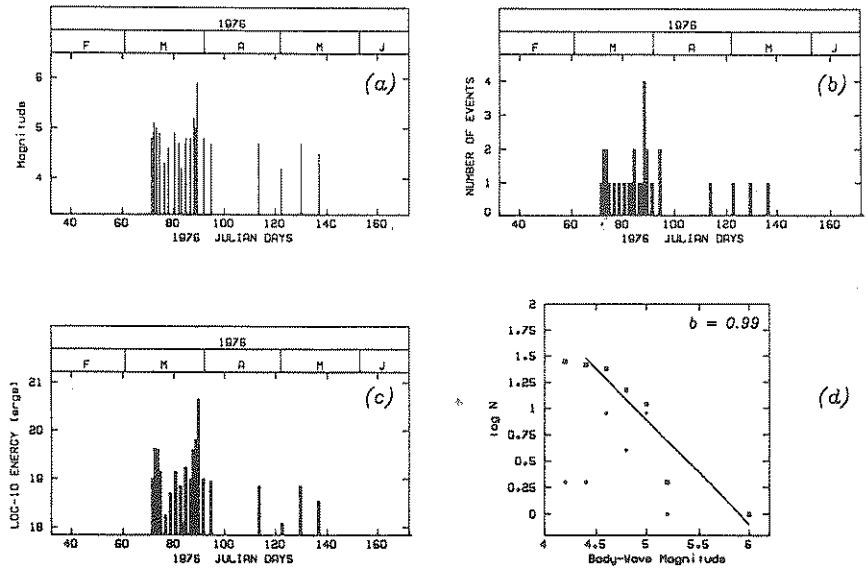 1976
F M A M J
(a)
Magnitude
6
5
4
40 60 80 100 120 140 160
1976 JULIAN DAYS
1976
F M A M J
(b)
NUMBER OF EVENTS
4
3
2
1
0
40 60 80 100 120 140 160
1976 JULIAN DAYS
1976
F M A M J
(c)
LOG-10 ENERGY (ergs)
21
20
19
18
40 60 80 100 120 140 160
1976 JULIAN DAYS
b = 0.99
(d)
log N
2
1.75
1.5
1.25
1
0.75
0.5
0.25
0
4 4.5 5 5.5 6
Body-Wave Magnitude